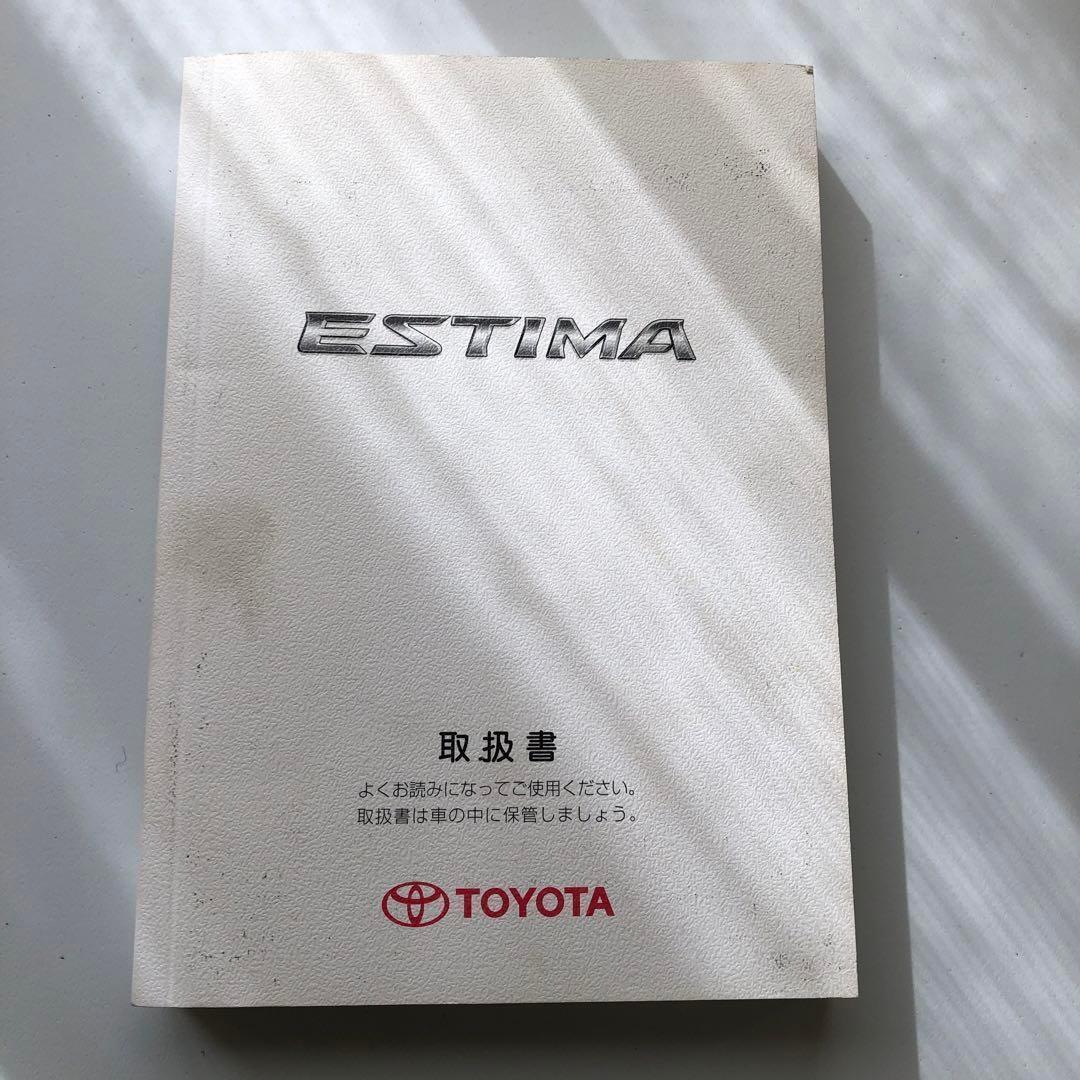 ESTIMA
取扱書
よくお読みになってご使用ください。
取扱書は車の中に保管しましょう。
TOYOTA